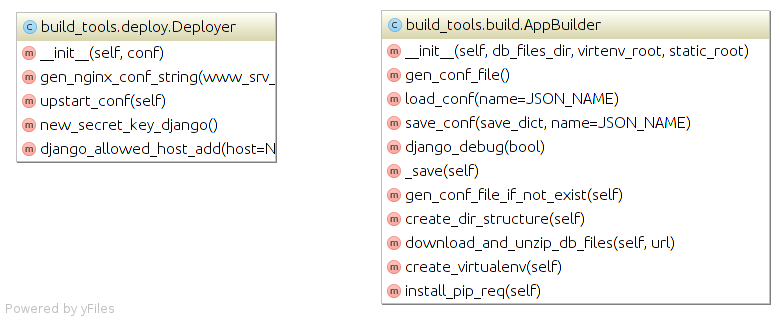 build_tools.deploy.Deployer
__init__(self, conf)
gen_nginx_conf_string(www_srv_
upstart_conf(self)
new_secret_key_django()
django_allowed_host_add(host=N
build_tools.build.AppBuilder
__init__(self, db_files_dir, virtenv_root, static_root)
gen_conf_file()
load_conf(name=JSON_NAME)
save_conf(save_dict, name=JSON_NAME)
django_debug(bool)
_save(self)
gen_conf_file_if_not_exist(self)
create_dir_structure(self)
download_and_unzip_db_files(self, url)
create_virtualenv(self)
install_pip_req(self)
Powered by yFiles